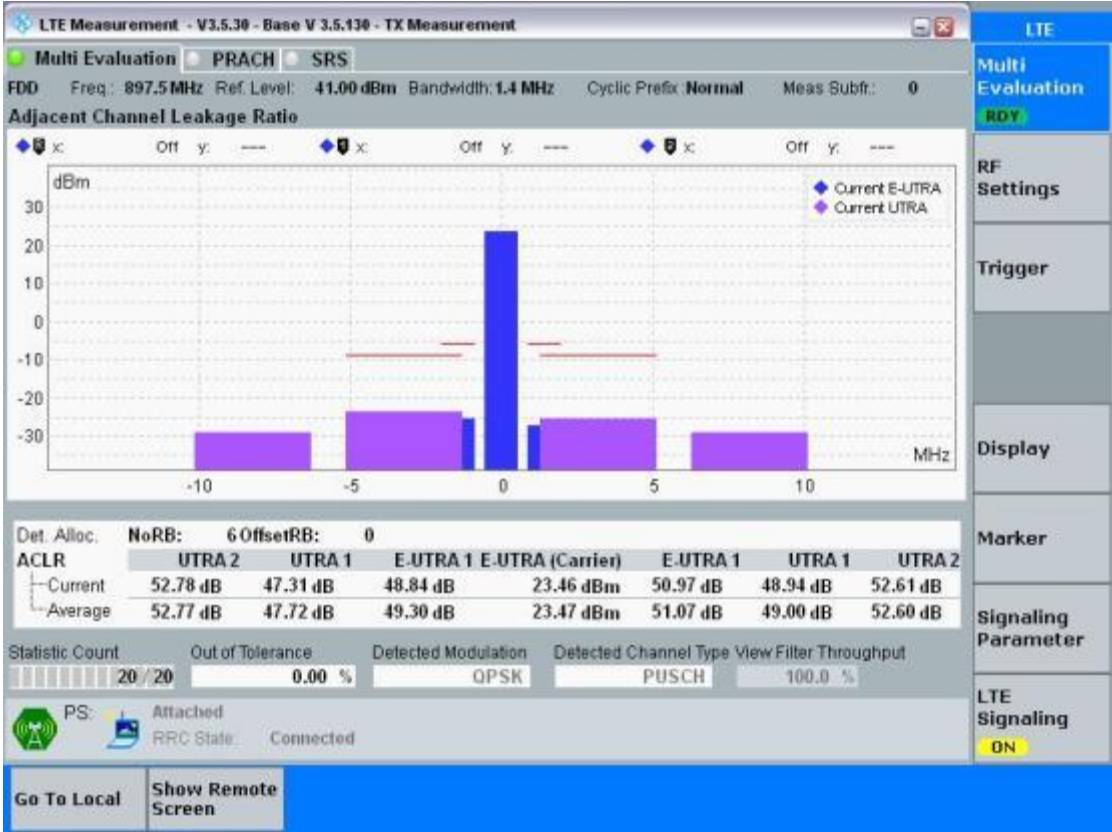 LTE Measurement - V3.5.30 - Base V 3.5.130 - TX Measurement
LTE
Multi Evaluation PRACH SRS
FDD Freq.: 897.5 MHz Ref. Level: 41.00 dBm Bandwidth: 1.4 MHz Cyclic Prefix: Normal Meas Subfr.: 0
Adjacent Channel Leakage Ratio
x: Off y: --- x: Off y: --- x: Off y: ---
dBm
Current E-UTRA
Current UTRA
30
20
10
0
-10
-20
-30
MHz
-10 -5 0 5 10
Det. Alloc. NoRB: 6 OffsetRB: 0
ACLR UTRA 2 UTRA 1 E-UTRA 1 E-UTRA (Carrier) E-UTRA 1 UTRA 1 UTRA 2
Current 52.78 dB 47.31 dB 48.84 dB 23.46 dBm 50.97 dB 48.94 dB 52.61 dB
Average 52.77 dB 47.72 dB 49.30 dB 23.47 dBm 51.07 dB 49.00 dB 52.60 dB
Statistic Count Out of Tolerance Detected Modulation Detected Channel Type View Filter Throughput
20 / 20 0.00 % QPSK PUSCH 100.0 %
PS: Attached
RRC State: Connected
Multi
Evaluation
RDY
RF
Settings
Trigger
Display
Marker
Signaling
Parameter
LTE
Signaling
ON
Go To Local
Show Remote
Screen